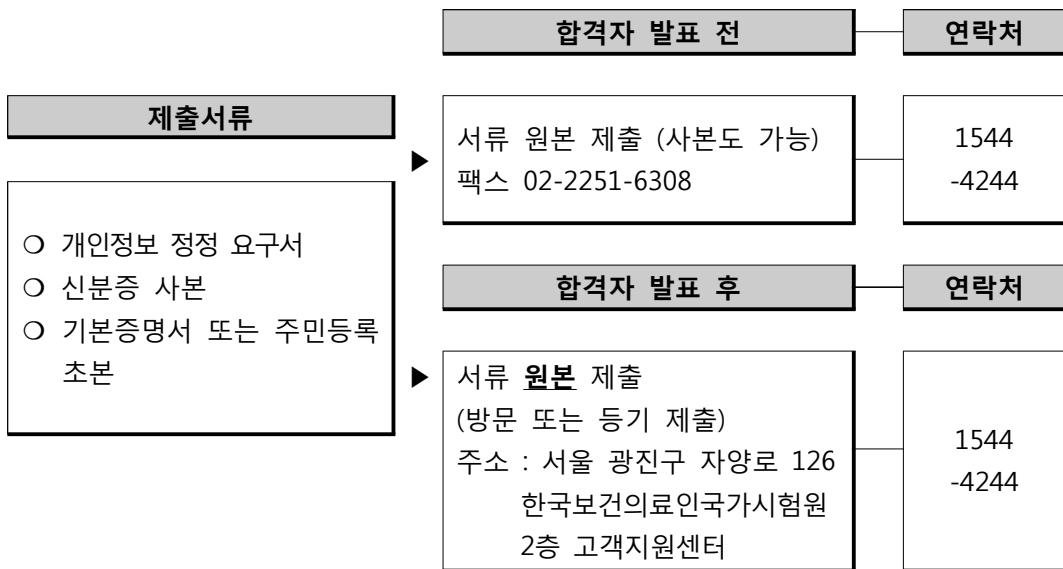 제출서류
❍ 개인정보 정정 요구서
❍ 신분증 사본
❍ 기본증명서 또는 주민등록
초본
▶
합격자 발표 전
연락처
서류 원본 제출 (사본도 가능)
팩스 02-2251-6308
1544
-4244
합격자 발표 후
연락처
▶
서류 원본 제출
(방문 또는 등기 제출)
주소 : 서울 광진구 자양로 126
한국보건의료인국가시험원
2층 고객지원센터
1544
-4244